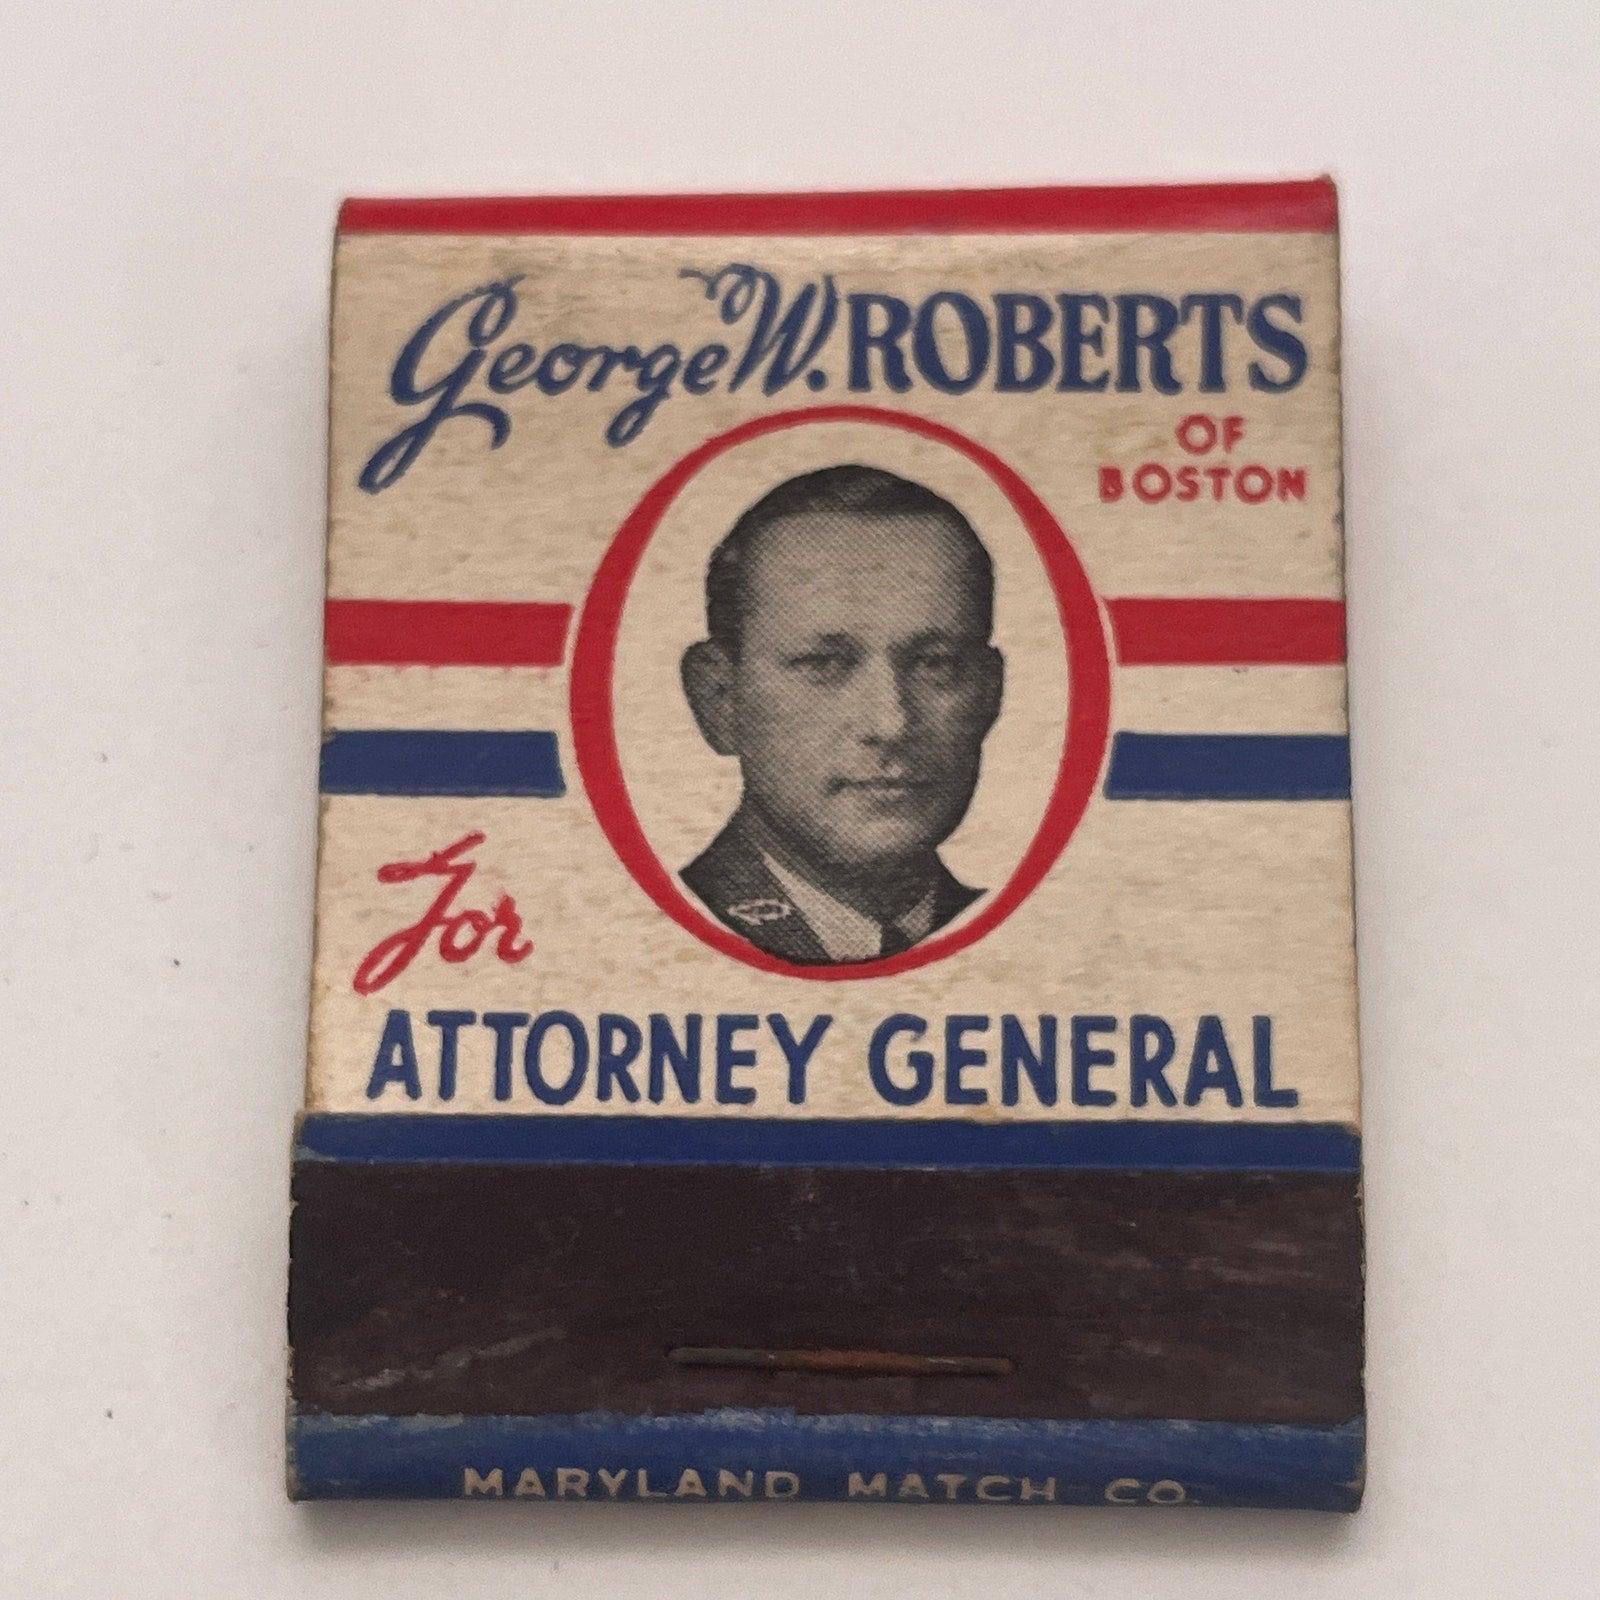 George W. ROBERTS
OF
BOSTON
For
ATTORNEY GENERAL
MARYLAND MATCH CO.